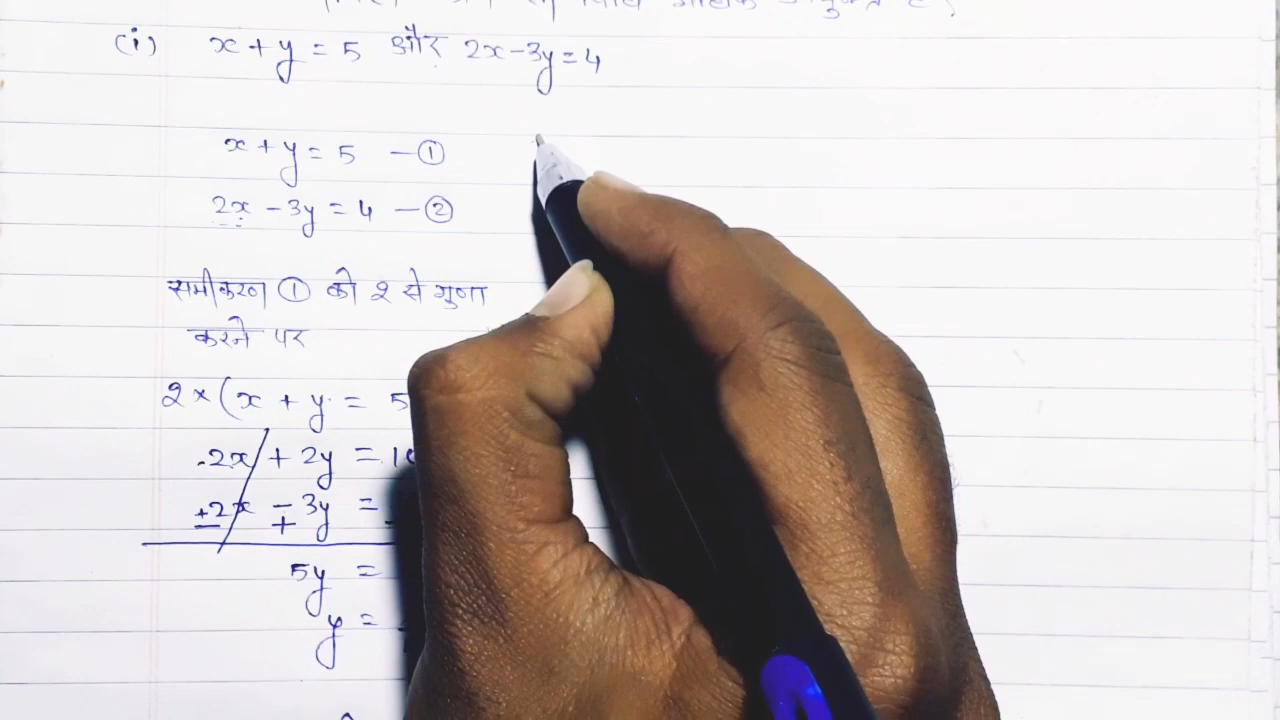 (i) x + y = 5 और 2x - 3y = 4
x + y = 5 — ①
2x - 3y = 4 — ②
समीकरण ① को 2 से गुणा
करने पर
2 × (x + y = 5
2x + 2y = 10
+2x - 3y =
- +
5y =
y =